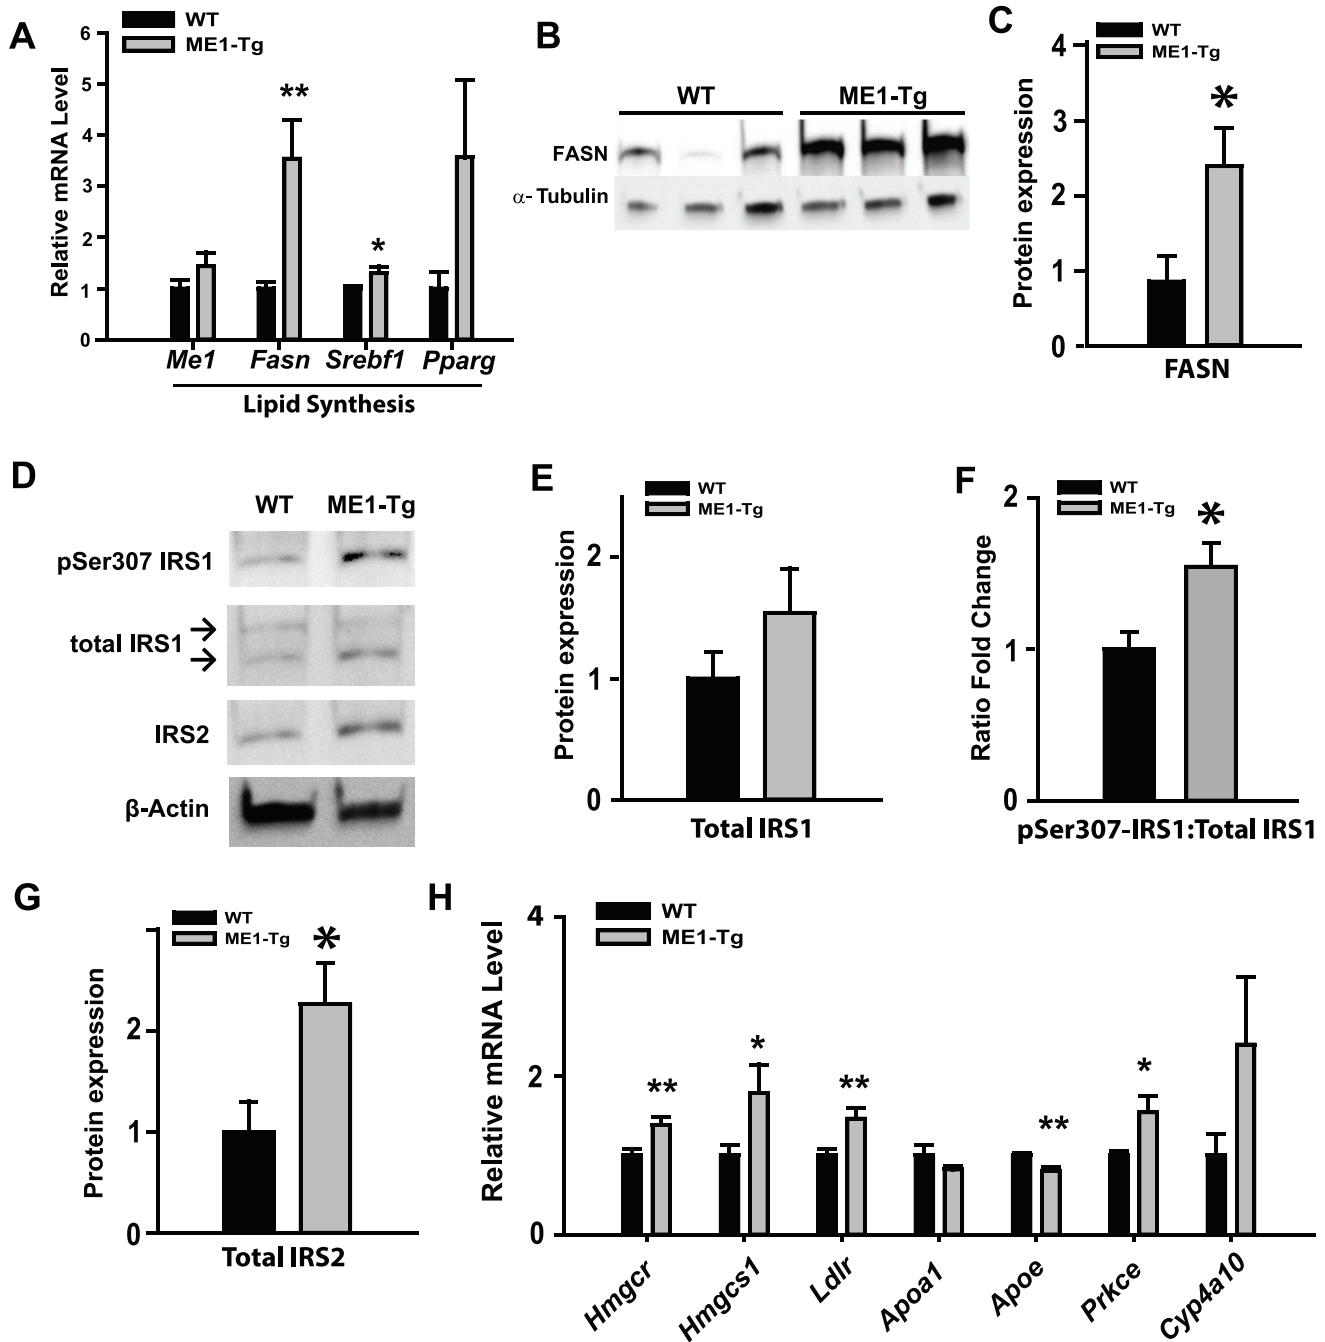 A
WT
ME1-Tg
Relative mRNA Level
6
5
4
3
2
1
0
**
*
Me1 Fasn Srebf1 Pparg
Lipid Synthesis
B
WT ME1-Tg
FASN
α- Tubulin
C
WT
ME1-Tg
Protein expression
4
3
2
1
0
*
FASN
D
WT ME1-Tg
pSer307 IRS1
total IRS1
IRS2
β-Actin
E
WT
ME1-Tg
Protein expression
2
1
0
Total IRS1
F
WT
ME1-Tg
Ratio Fold Change
2
1
0
*
pSer307-IRS1:Total IRS1
G
WT
ME1-Tg
Protein expression
2
1
0
*
Total IRS2
H
WT
ME1-Tg
Relative mRNA Level
4
2
0
** * ** ** *
Hmgcr Hmgcs1 Ldlr Apoa1 Apoe Prkce Cyp4a10